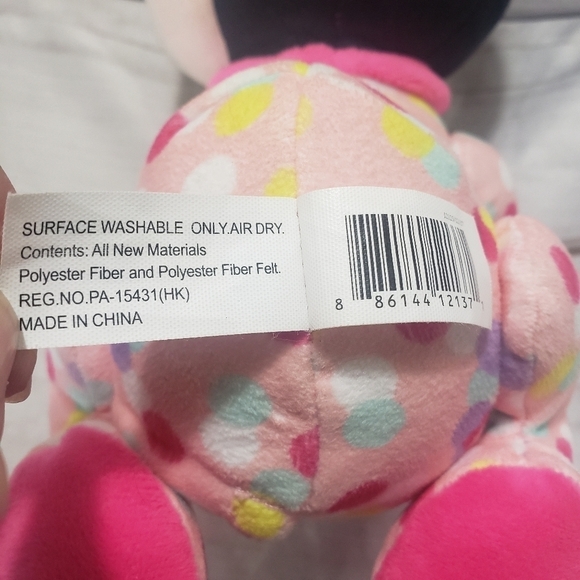 SURFACE WASHABLE ONLY.AIR DRY.
Contents: All New Materials
Polyester Fiber and Polyester Fiber Felt.
REG.NO.PA-15431(HK)
MADE IN CHINA
8 86144 12137